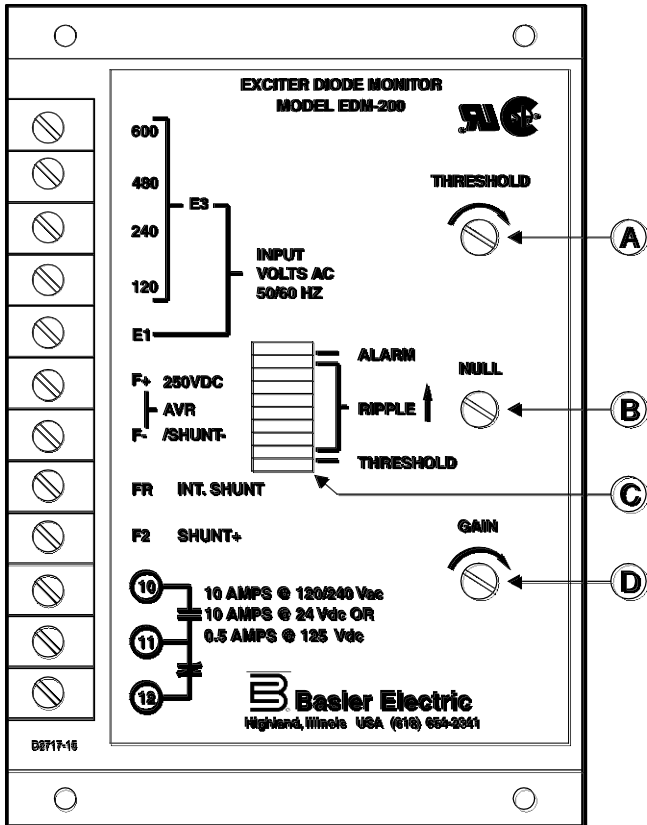 EXCITER DIODE MONITOR
MODEL EDM-200
600
480
E3
240
120
INPUT
VOLTS AC
50/60 HZ
E1
THRESHOLD
A
F+ 250VDC
AVR
F- /SHUNT-
FR INT. SHUNT
F2 SHUNT+
ALARM
RIPPLE
THRESHOLD
NULL
B
C
GAIN
D
10
11
12
10 AMPS @ 120/240 Vac
10 AMPS @ 24 Vdc OR
0.5 AMPS @ 125 Vdc
Basler Electric
Highland, Illinois USA (618) 654-2341
D2717-15